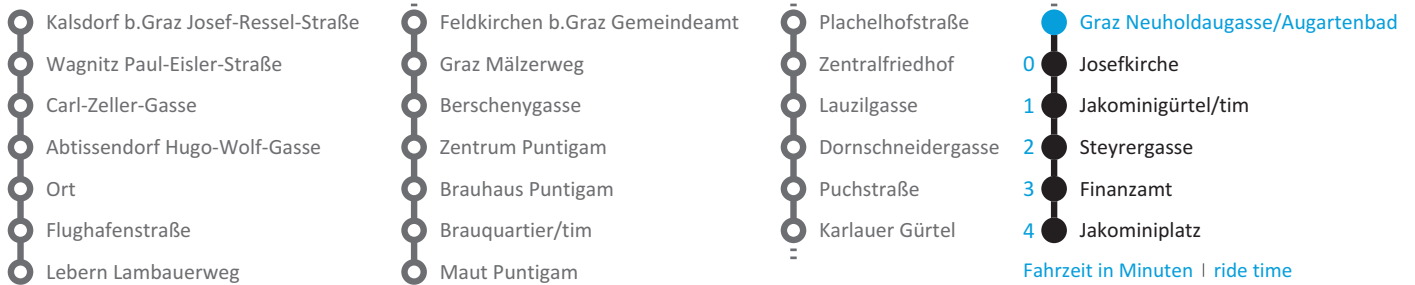 Kalsdorf b.Graz Josef-Ressel-Straße
Wagnitz Paul-Eisler-Straße
Carl-Zeller-Gasse
Abtissendorf Hugo-Wolf-Gasse
Ort
Flughafenstraße
Lebern Lambauerweg
Feldkirchen b.Graz Gemeindeamt
Graz Mälzerweg
Berschenygasse
Zentrum Puntigam
Brauhaus Puntigam
Brauquartier/tim
Maut Puntigam
Plachelhofstraße
Zentralfriedhof
Lauzilgasse
Dornschneidergasse
Puchstraße
Karlauer Gürtel
Graz Neuholdaugasse/Augartenbad
0 Josefkirche
1 Jakominigürtel/tim
2 Steyrergasse
3 Finanzamt
4 Jakominiplatz
Fahrzeit in Minuten | ride time